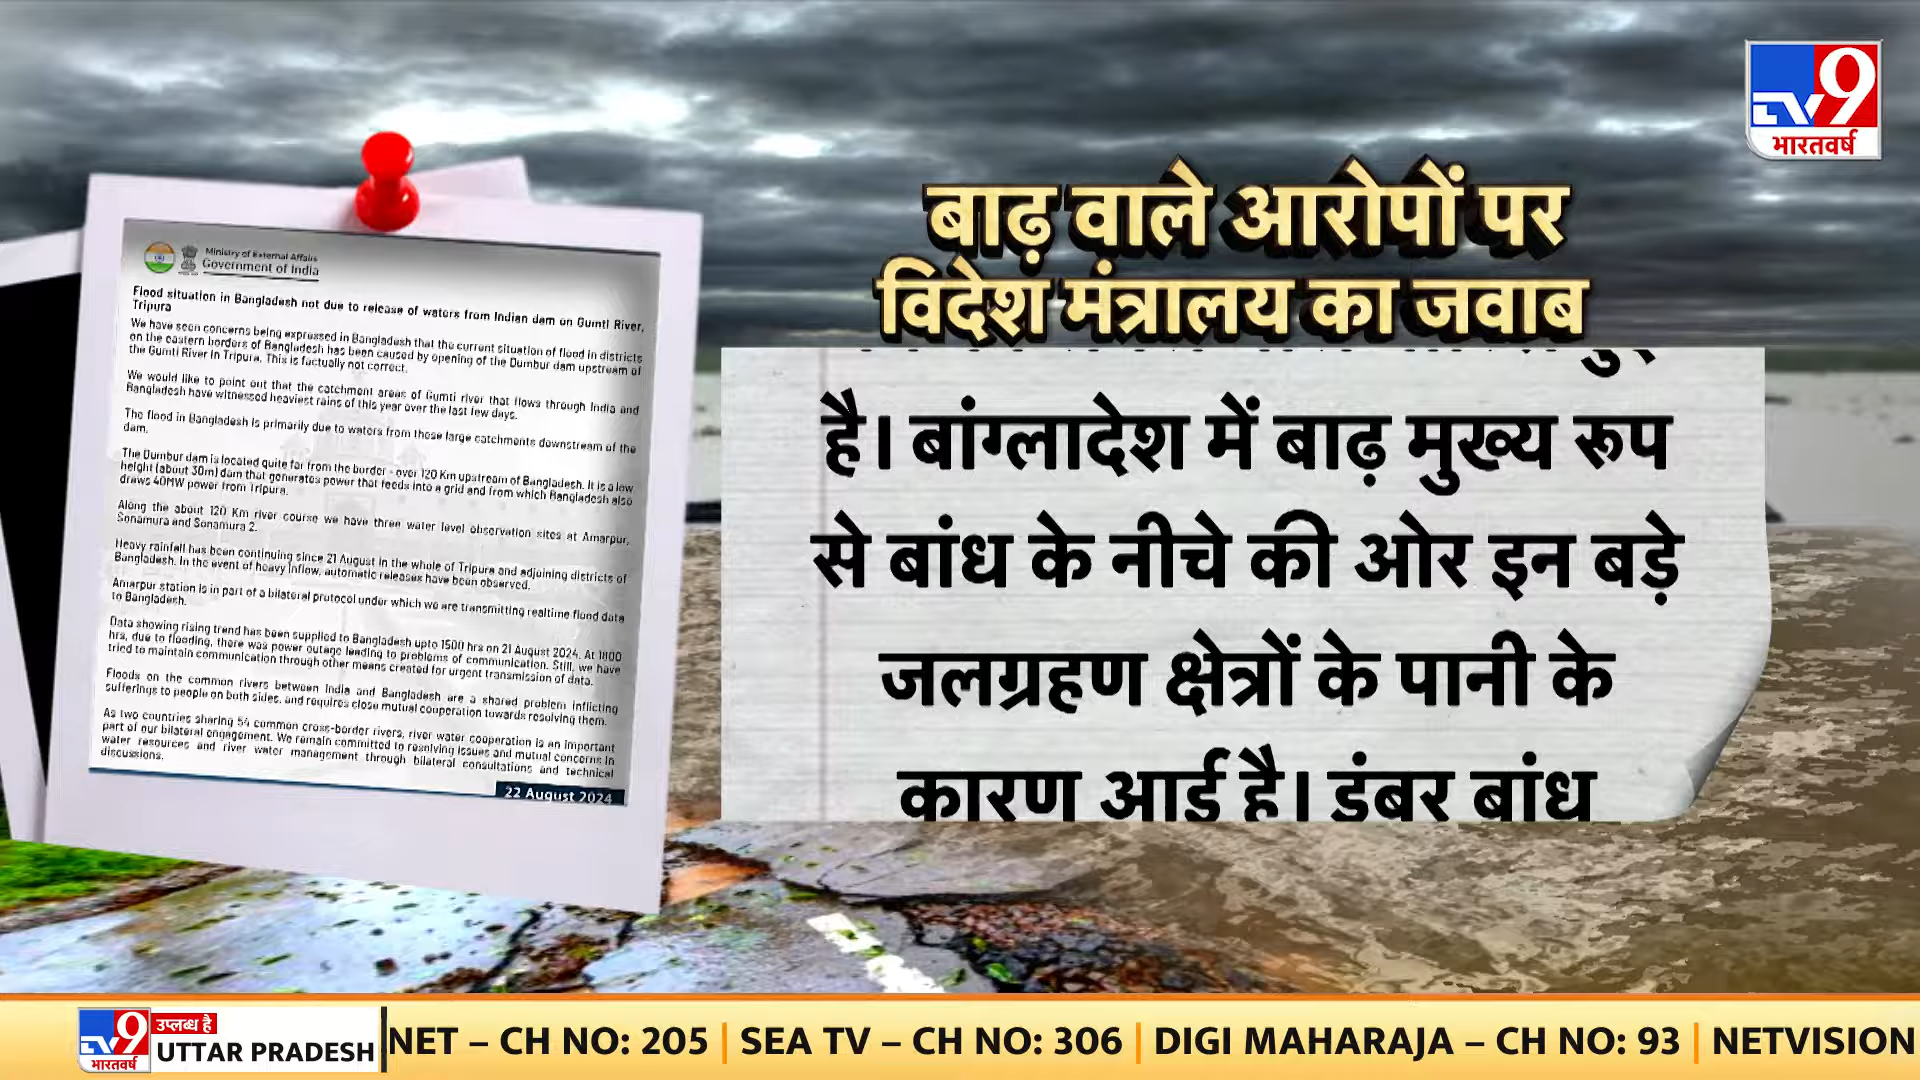 TV9
भारतवर्ष
बाढ़ वाले आरोपों पर
विदेश मंत्रालय का जवाब
Ministry of External Affairs
Government of India
Flood situation in Bangladesh not due to release of waters from Indian dam on Gumti River,
Tripura
We have seen concerns being expressed in Bangladesh that the current situation of flood in districts
on the eastern borders of Bangladesh has been caused by opening of the Dumbur dam upstream of
the Gumti River in Tripura. This is factually not correct.
We would like to point out that the catchment areas of Gumti river that flows through India and
Bangladesh have witnessed heaviest rains of this year over the last few days.
The flood in Bangladesh is primarily due to waters from these large catchments downstream of the
dam.
The Dumbur dam is located quite far from the border - over 120 Km upstream of Bangladesh. It is a low
height (about 30m) dam that generates power that feeds into a grid and from which Bangladesh also
draws 40MW power from Tripura.
Along the about 120 Km river course we have three water level observation sites at Amarpur,
Sonamura and Sonamura 2.
Heavy rainfall has been continuing since 21 August in the whole of Tripura and adjoining districts of
Bangladesh. In the event of heavy inflow, automatic releases have been observed.
Amarpur station is in part of a bilateral protocol under which we are transmitting realtime flood data
to Bangladesh.
Data showing rising trend has been supplied to Bangladesh upto 1500 hrs on 21 August 2024. At 1800
hrs, due to flooding, there was power outage leading to problems of communication. Still, we have
tried to maintain communication through other means created for urgent transmission of data.
Floods on the common rivers between India and Bangladesh are a shared problem inflicting
sufferings to people on both sides, and requires close mutual cooperation towards resolving them.
As two countries sharing 54 common cross-border rivers, river water cooperation is an important
part of our bilateral engagement. We remain committed to resolving issues and mutual concerns in
water resources and river water management through bilateral consultations and technical
discussions.
22 August 2024
है। बांग्लादेश में बाढ़ मुख्य रूप
से बांध के नीचे की ओर इन बड़े
जलग्रहण क्षेत्रों के पानी के
कारण आई है। डंबर बांध
TV9
भारतवर्ष
उप्लब्ध है
UTTAR PRADESH
NET – CH NO: 205 | SEA TV – CH NO: 306 | DIGI MAHARAJA – CH NO: 93 | NETVISION